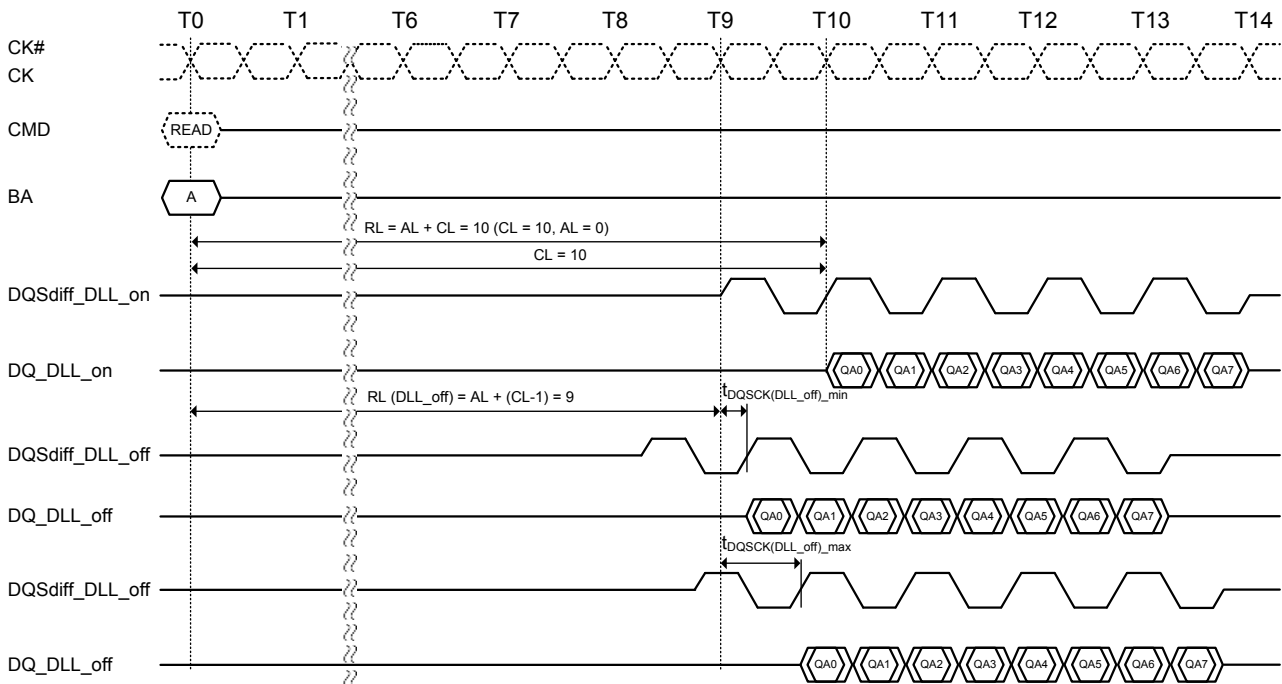 T0 T1 T6 T7 T8 T9 T10 T11 T12 T13 T14
CK#
CK
CMD READ
BA A
RL = AL + CL = 10 (CL = 10, AL = 0)
CL = 10
DQSdiff_DLL_on
DQ_DLL_on QA0 QA1 QA2 QA3 QA4 QA5 QA6 QA7
RL (DLL_off) = AL + (CL-1) = 9 tDQSCK(DLL_off)_min
DQSdiff_DLL_off
DQ_DLL_off QA0 QA1 QA2 QA3 QA4 QA5 QA6 QA7
tDQSCK(DLL_off)_max
DQSdiff_DLL_off
DQ_DLL_off QA0 QA1 QA2 QA3 QA4 QA5 QA6 QA7